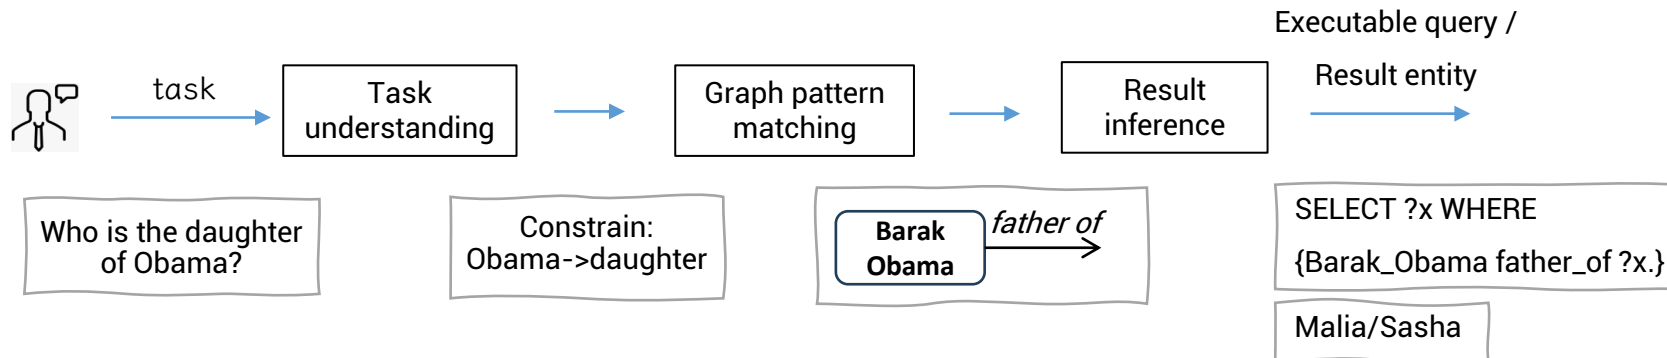 Executable query /
Result entity
task
Task
understanding
Graph pattern
matching
Result
inference
Who is the daughter
of Obama?
Constrain:
Obama->daughter
Barak
Obama
father of
SELECT ?x WHERE
{Barak_Obama father_of ?x.}
Malia/Sasha